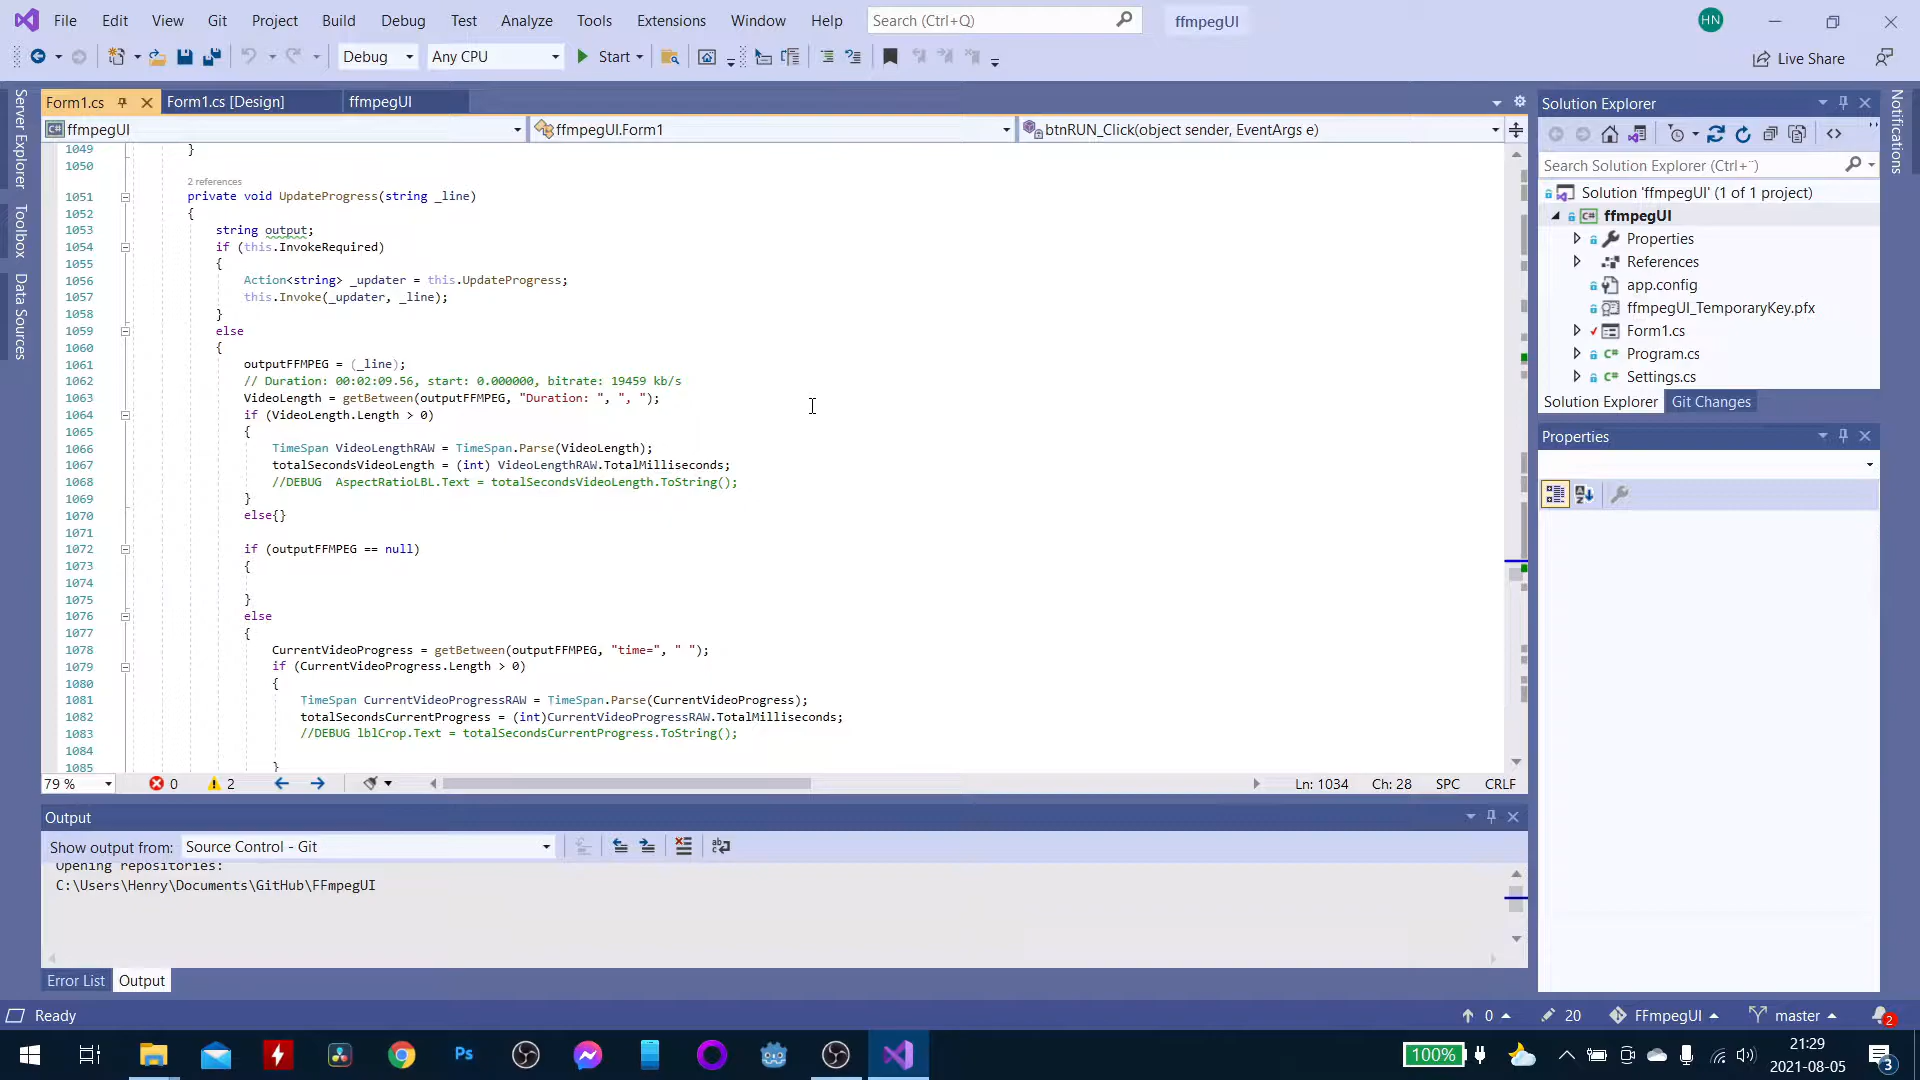 File Edit View Git Project Build Debug Test Analyze Tools Extensions Window Help Search (Ctrl+Q) ffmpegUI HN
Debug Any CPU Start Live Share
Server Explorer
Toolbox
Data Sources
Form1.cs Form1.cs [Design] ffmpegUI
ffmpegUI ffmpegUI.Form1 btnRUN_Click(object sender, EventArgs e)
1049 }
1050
2 references
1051 private void UpdateProgress(string _line)
1052 {
1053 string output;
1054 if (this.InvokeRequired)
1055 {
1056 Action<string> _updater = this.UpdateProgress;
1057 this.Invoke(_updater, _line);
1058 }
1059 else
1060 {
1061 outputFFMPEG = (_line);
1062 // Duration: 00:02:09.56, start: 0.000000, bitrate: 19459 kb/s
1063 VideoLength = getBetween(outputFFMPEG, "Duration: ", ", ");
1064 if (VideoLength.Length > 0)
1065 {
1066 TimeSpan VideoLengthRAW = TimeSpan.Parse(VideoLength);
1067 totalSecondsVideoLength = (int) VideoLengthRAW.TotalMilliseconds;
1068 //DEBUG  AspectRatioLBL.Text = totalSecondsVideoLength.ToString();
1069 }
1070 else{}
1071
1072 if (outputFFMPEG == null)
1073 {
1074
1075 }
1076 else
1077 {
1078 CurrentVideoProgress = getBetween(outputFFMPEG, "time=", " ");
1079 if (CurrentVideoProgress.Length > 0)
1080 {
1081 TimeSpan CurrentVideoProgressRAW = TimeSpan.Parse(CurrentVideoProgress);
1082 totalSecondsCurrentProgress = (int)CurrentVideoProgressRAW.TotalMilliseconds;
1083 //DEBUG lblCrop.Text = totalSecondsCurrentProgress.ToString();
1084
1085 }
79 % 0 2 Ln: 1034 Ch: 28 SPC CRLF
Output
Show output from: Source Control - Git
Opening repositories:
C:\Users\Henry\Documents\GitHub\FFmpegUI
Error List Output
Solution Explorer
Search Solution Explorer (Ctrl+¨)
Solution 'ffmpegUI' (1 of 1 project)
ffmpegUI
Properties
References
app.config
ffmpegUI_TemporaryKey.pfx
Form1.cs
Program.cs
Settings.cs
Solution Explorer Git Changes
Properties
Notifications
Ready 0 20 FFmpegUI master 2
Ps 100% 21:29
2021-08-05 3